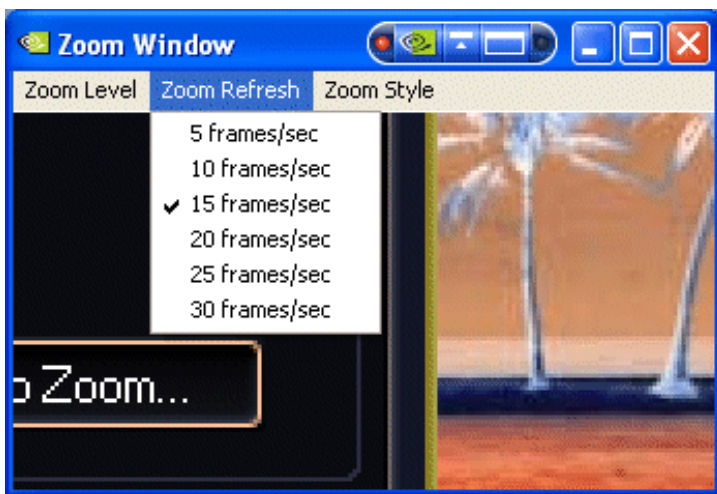 Zoom Window
Zoom Level Zoom Refresh Zoom Style
5 frames/sec
10 frames/sec
15 frames/sec
20 frames/sec
25 frames/sec
30 frames/sec
Zoom...